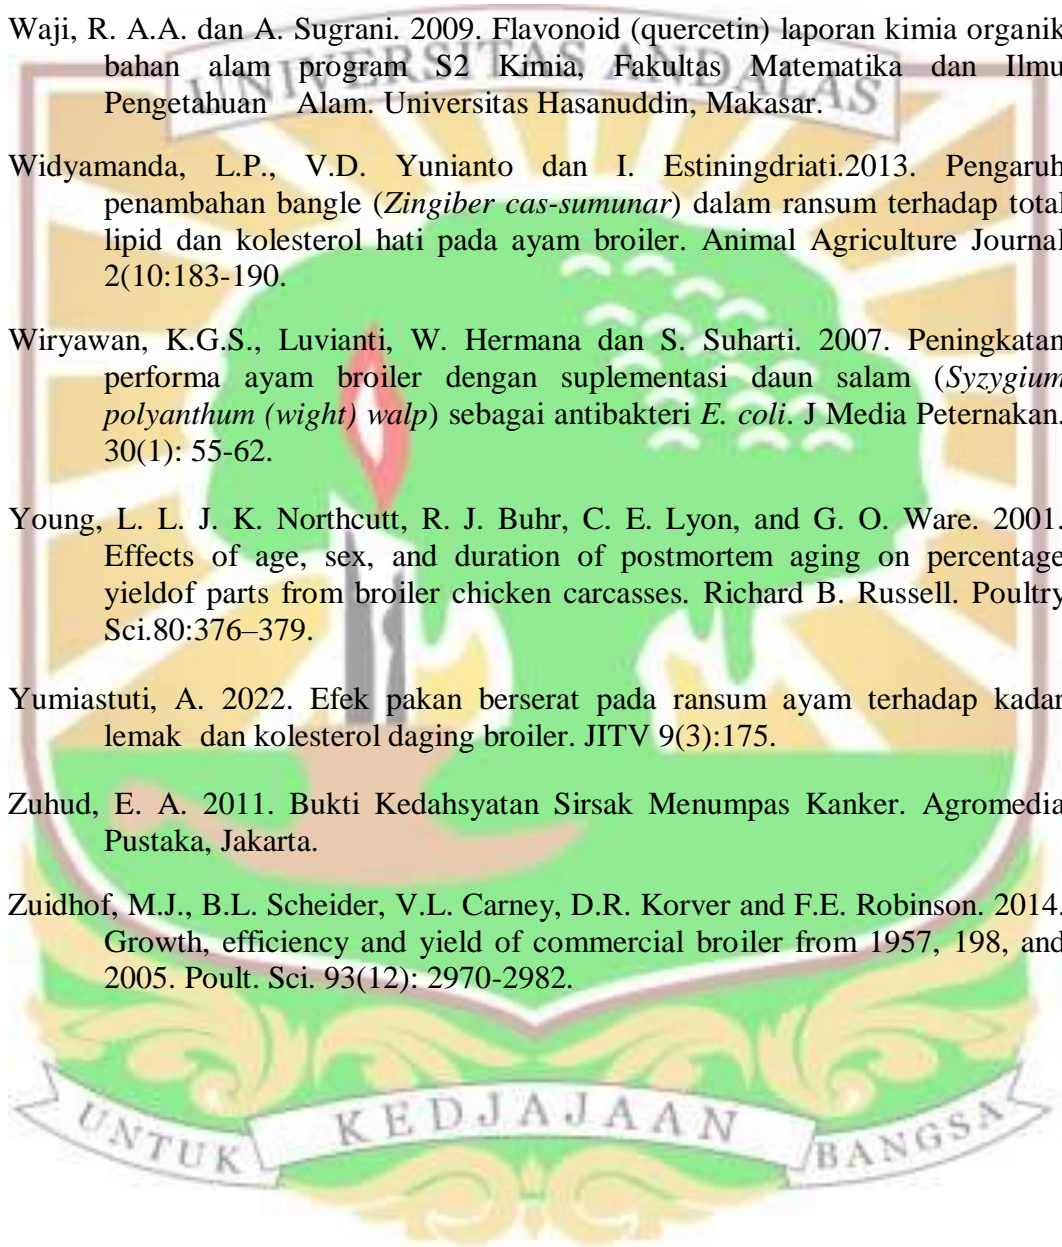 UNIVERSITAS ANDALAS
Waji, R. A.A. dan A. Sugrani. 2009. Flavonoid (quercetin) laporan kimia organik
bahan alam program S2 Kimia, Fakultas Matematika dan Ilmu
Pengetahuan Alam. Universitas Hasanuddin, Makasar.
Widyamanda, L.P., V.D. Yunianto dan I. Estiningdriati.2013. Pengaruh
penambahan bangle (Zingiber cas-sumunar) dalam ransum terhadap total
lipid dan kolesterol hati pada ayam broiler. Animal Agriculture Journal
2(10:183-190.
Wiryawan, K.G.S., Luvianti, W. Hermana dan S. Suharti. 2007. Peningkatan
performa ayam broiler dengan suplementasi daun salam (Syzygium
polyanthum (wight) walp) sebagai antibakteri E. coli. J Media Peternakan.
30(1): 55-62.
Young, L. L. J. K. Northcutt, R. J. Buhr, C. E. Lyon, and G. O. Ware. 2001.
Effects of age, sex, and duration of postmortem aging on percentage
yieldof parts from broiler chicken carcasses. Richard B. Russell. Poultry
Sci.80:376–379.
Yumiastuti, A. 2022. Efek pakan berserat pada ransum ayam terhadap kadar
lemak dan kolesterol daging broiler. JITV 9(3):175.
Zuhud, E. A. 2011. Bukti Kedahsyatan Sirsak Menumpas Kanker. Agromedia
Pustaka, Jakarta.
Zuidhof, M.J., B.L. Scheider, V.L. Carney, D.R. Korver and F.E. Robinson. 2014.
Growth, efficiency and yield of commercial broiler from 1957, 198, and
2005. Poult. Sci. 93(12): 2970-2982.
UNTUK KEDJAJAAN BANGSA